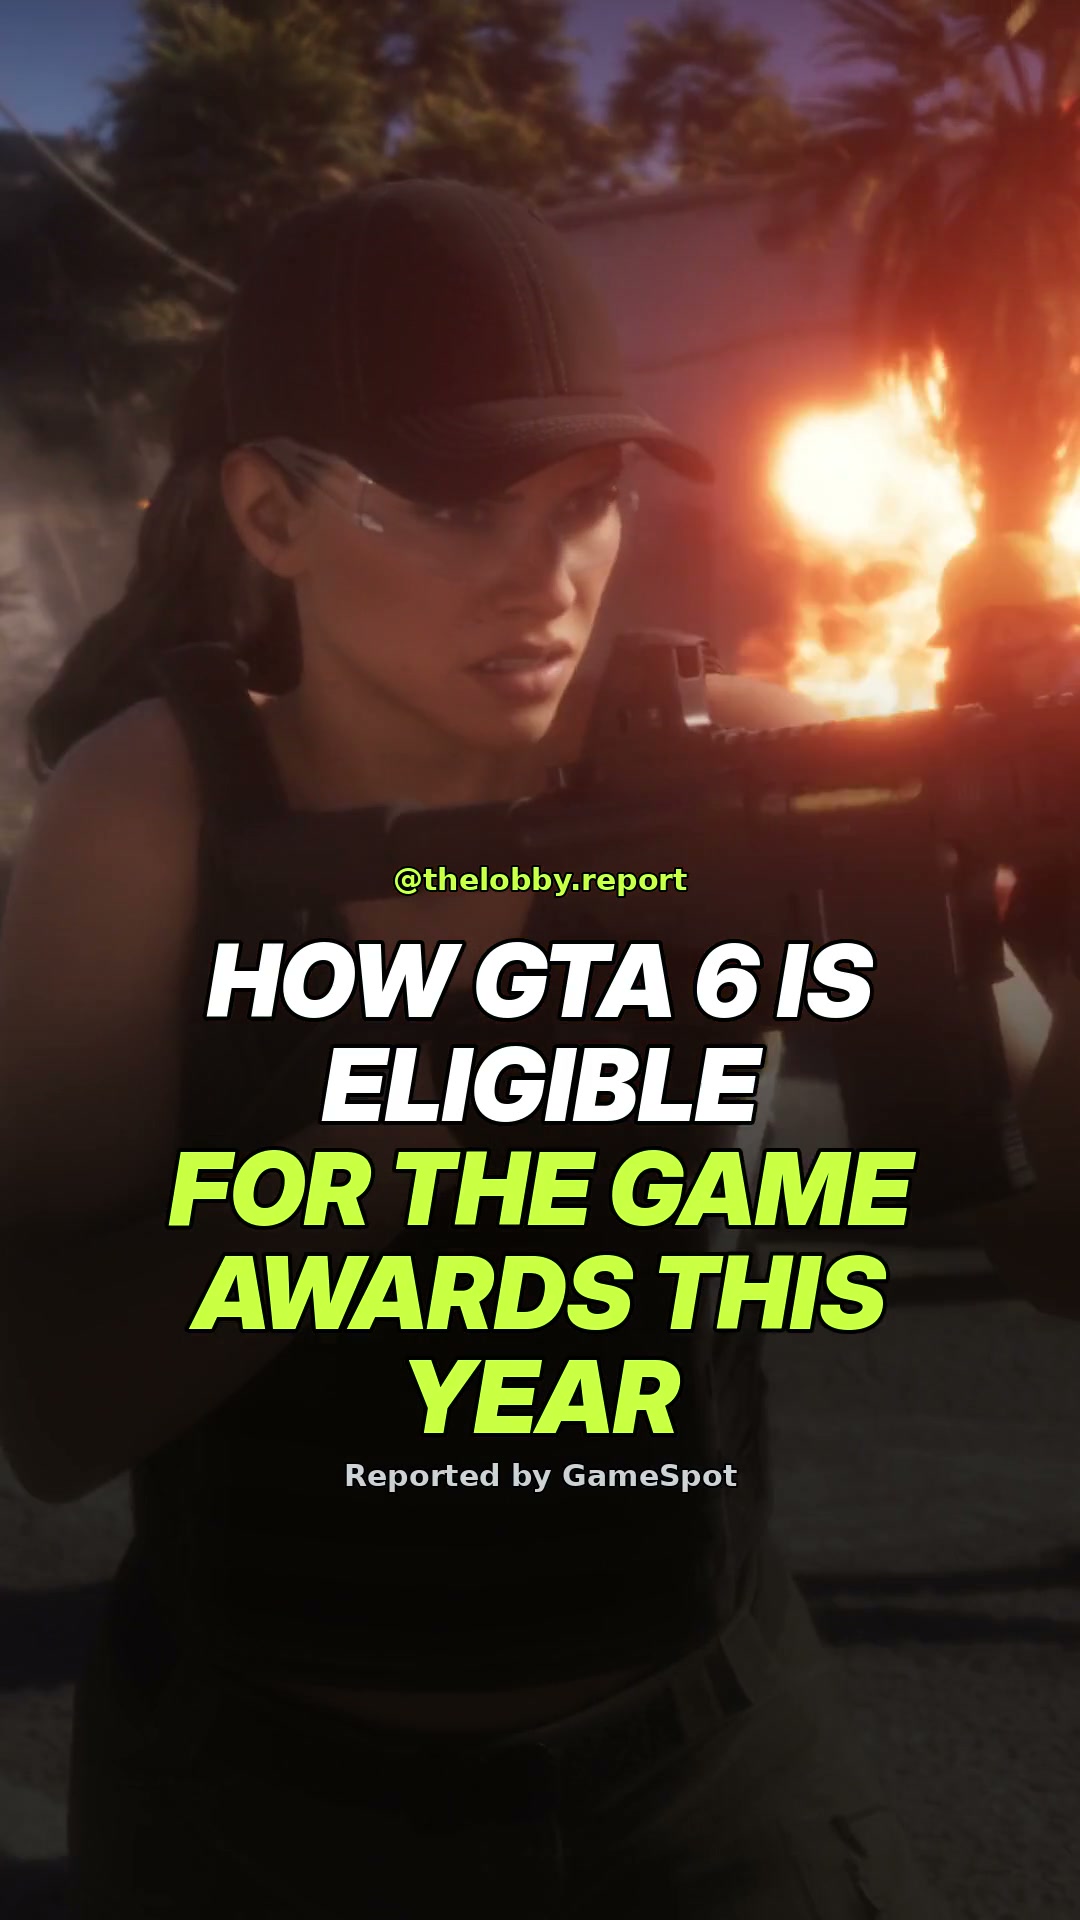 @thelobby.report
HOW GTA 6 IS
ELIGIBLE
FOR THE GAME
AWARDS THIS
YEAR
Reported by GameSpot